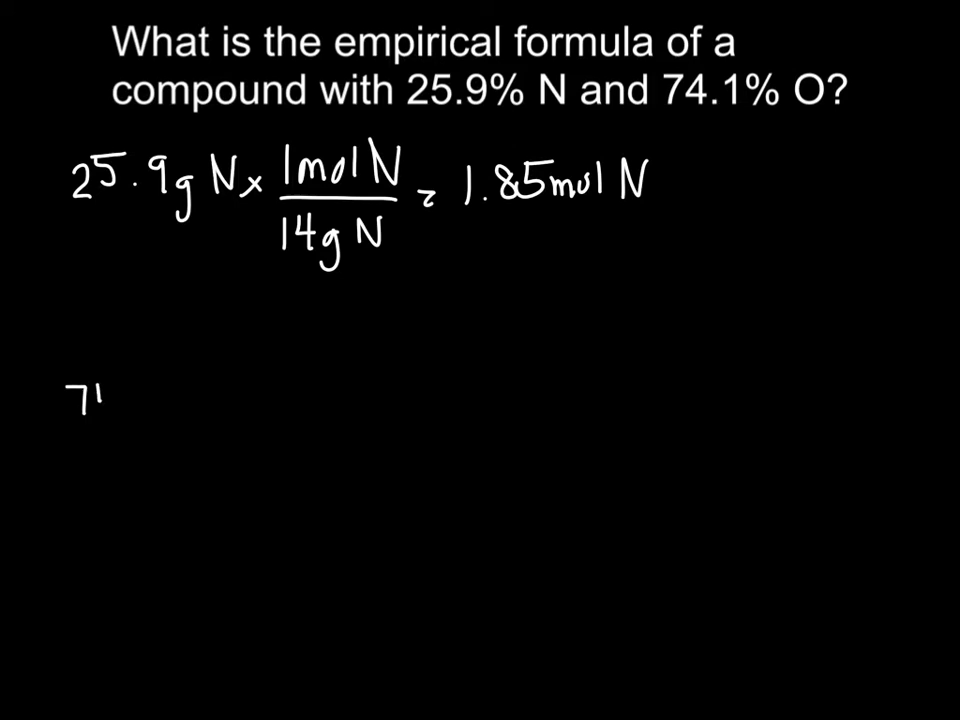 What is the empirical formula of a
compound with 25.9% N and 74.1% O?
25.9g N x 1mol N / 14g N = 1.85mol N
7